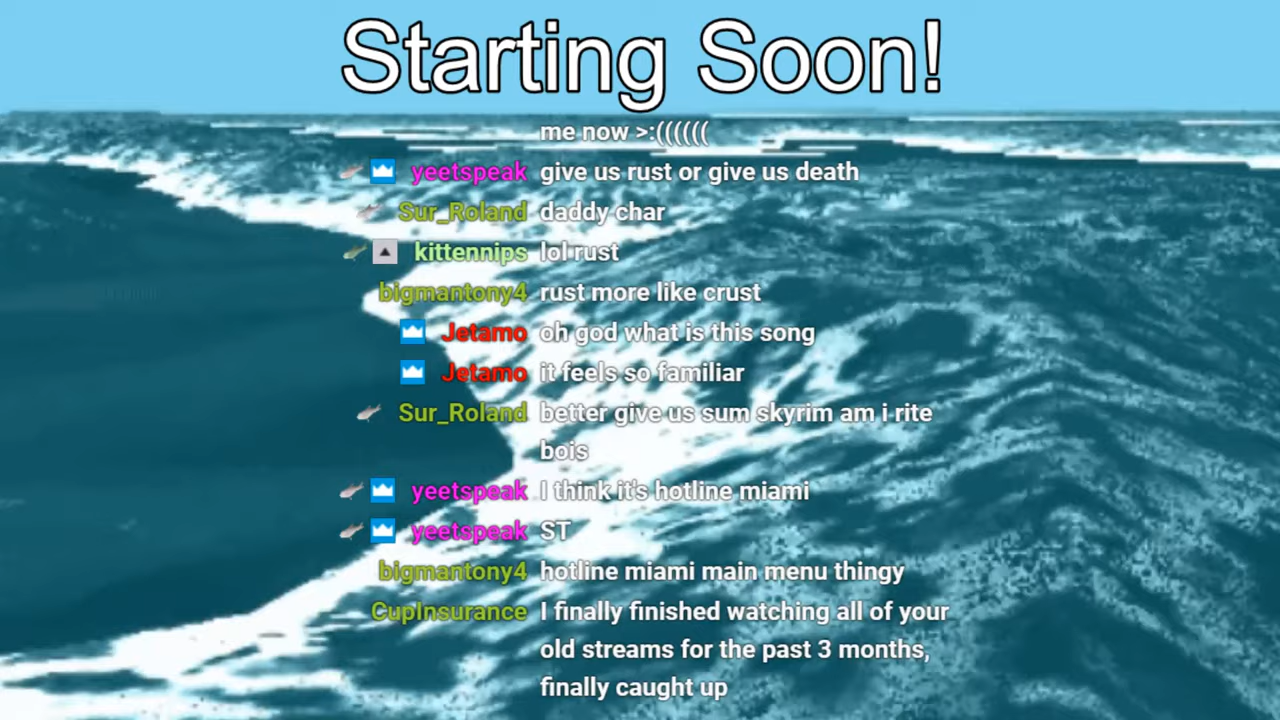 Starting Soon!
me now >:((((((
yeetspeak give us rust or give us death
Sur_Roland daddy char
kittennips lol rust
bigmantony4 rust more like crust
Jetamo oh god what is this song
Jetamo it feels so familiar
Sur_Roland better give us sum skyrim am i rite
bois
yeetspeak I think it's hotline miami
yeetspeak ST
bigmantony4 hotline miami main menu thingy
CupInsurance I finally finished watching all of your
old streams for the past 3 months,
finally caught up